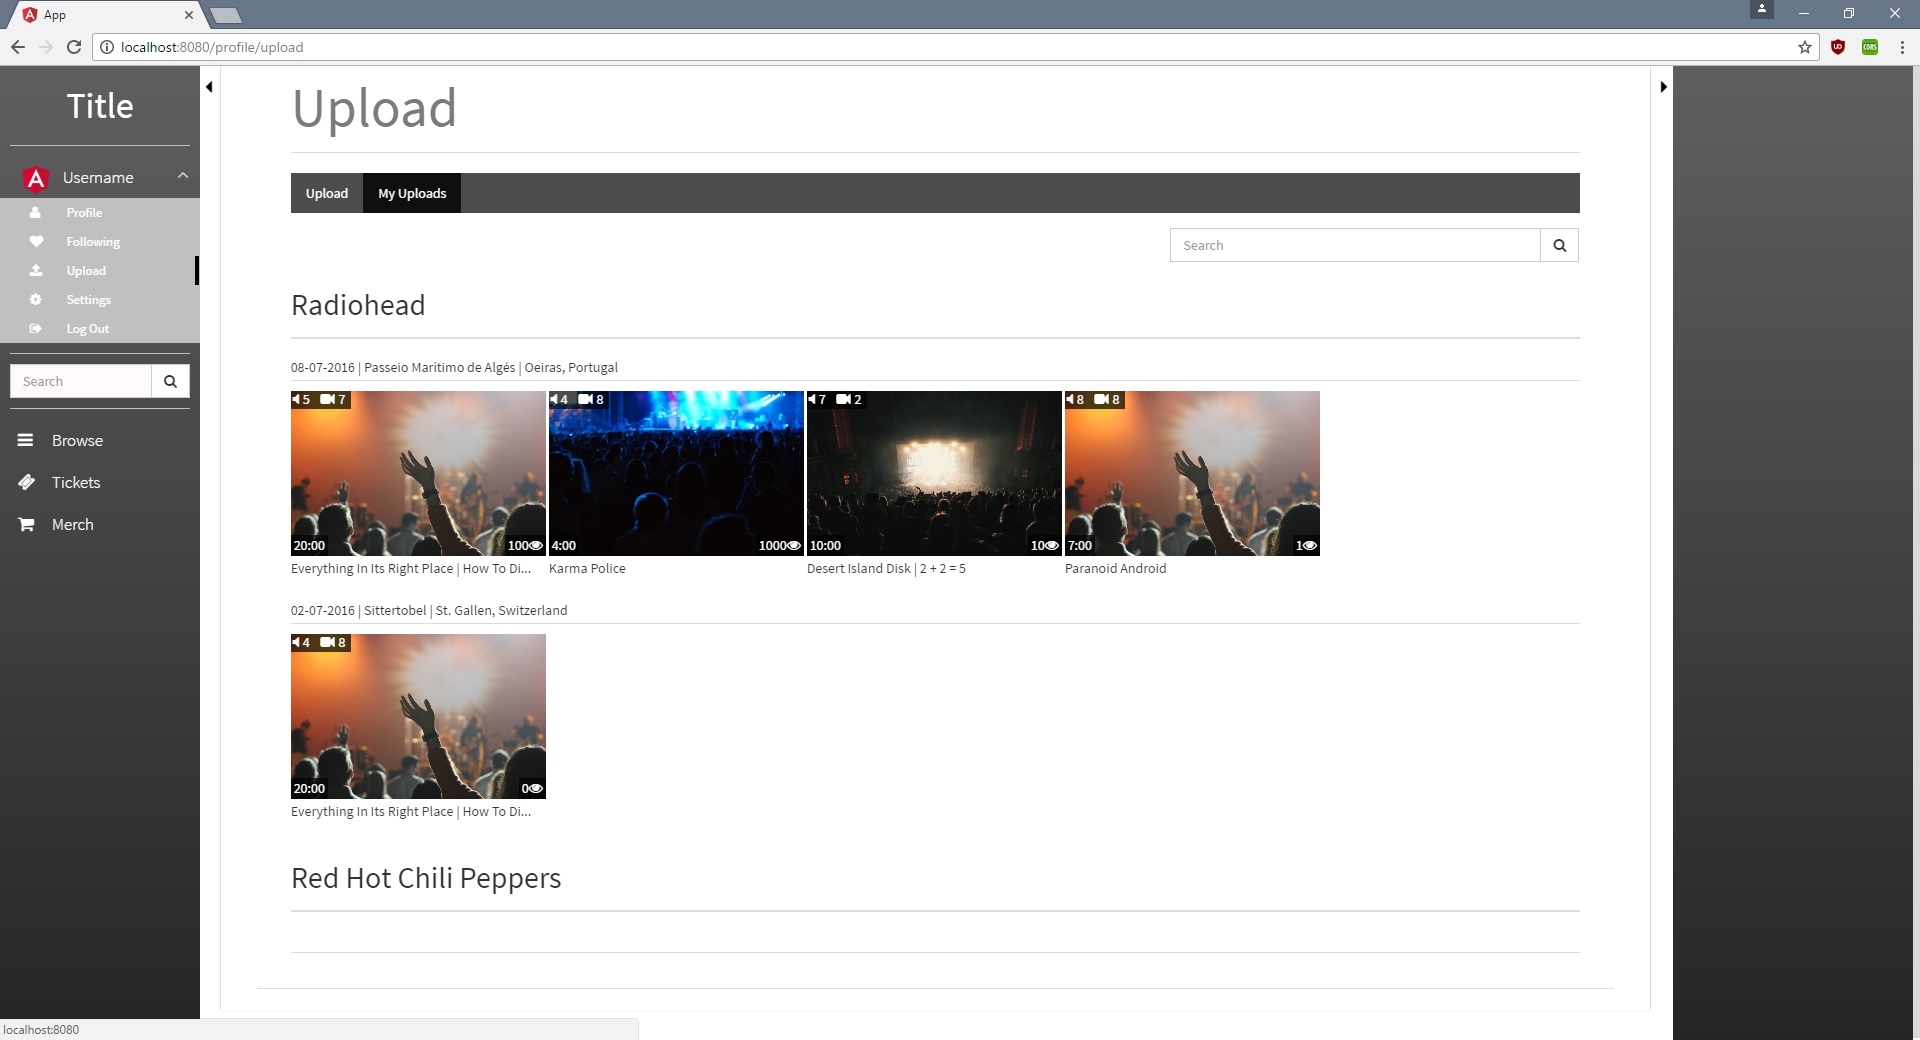 App
localhost:8080/profile/upload
Title
Username
Profile
Following
Upload
Settings
Log Out
Search
Browse
Tickets
Merch
Upload
Upload My Uploads
Search
Radiohead
08-07-2016 | Passeio Marítimo de Algés | Oeiras, Portugal
5 7
20:00 100
Everything In Its Right Place | How To Di...
4 8
4:00 1000
Karma Police
7 2
10:00 10
Desert Island Disk | 2 + 2 = 5
8 8
7:00 1
Paranoid Android
02-07-2016 | Sittertobel | St. Gallen, Switzerland
4 8
20:00 0
Everything In Its Right Place | How To Di...
Red Hot Chili Peppers
localhost:8080